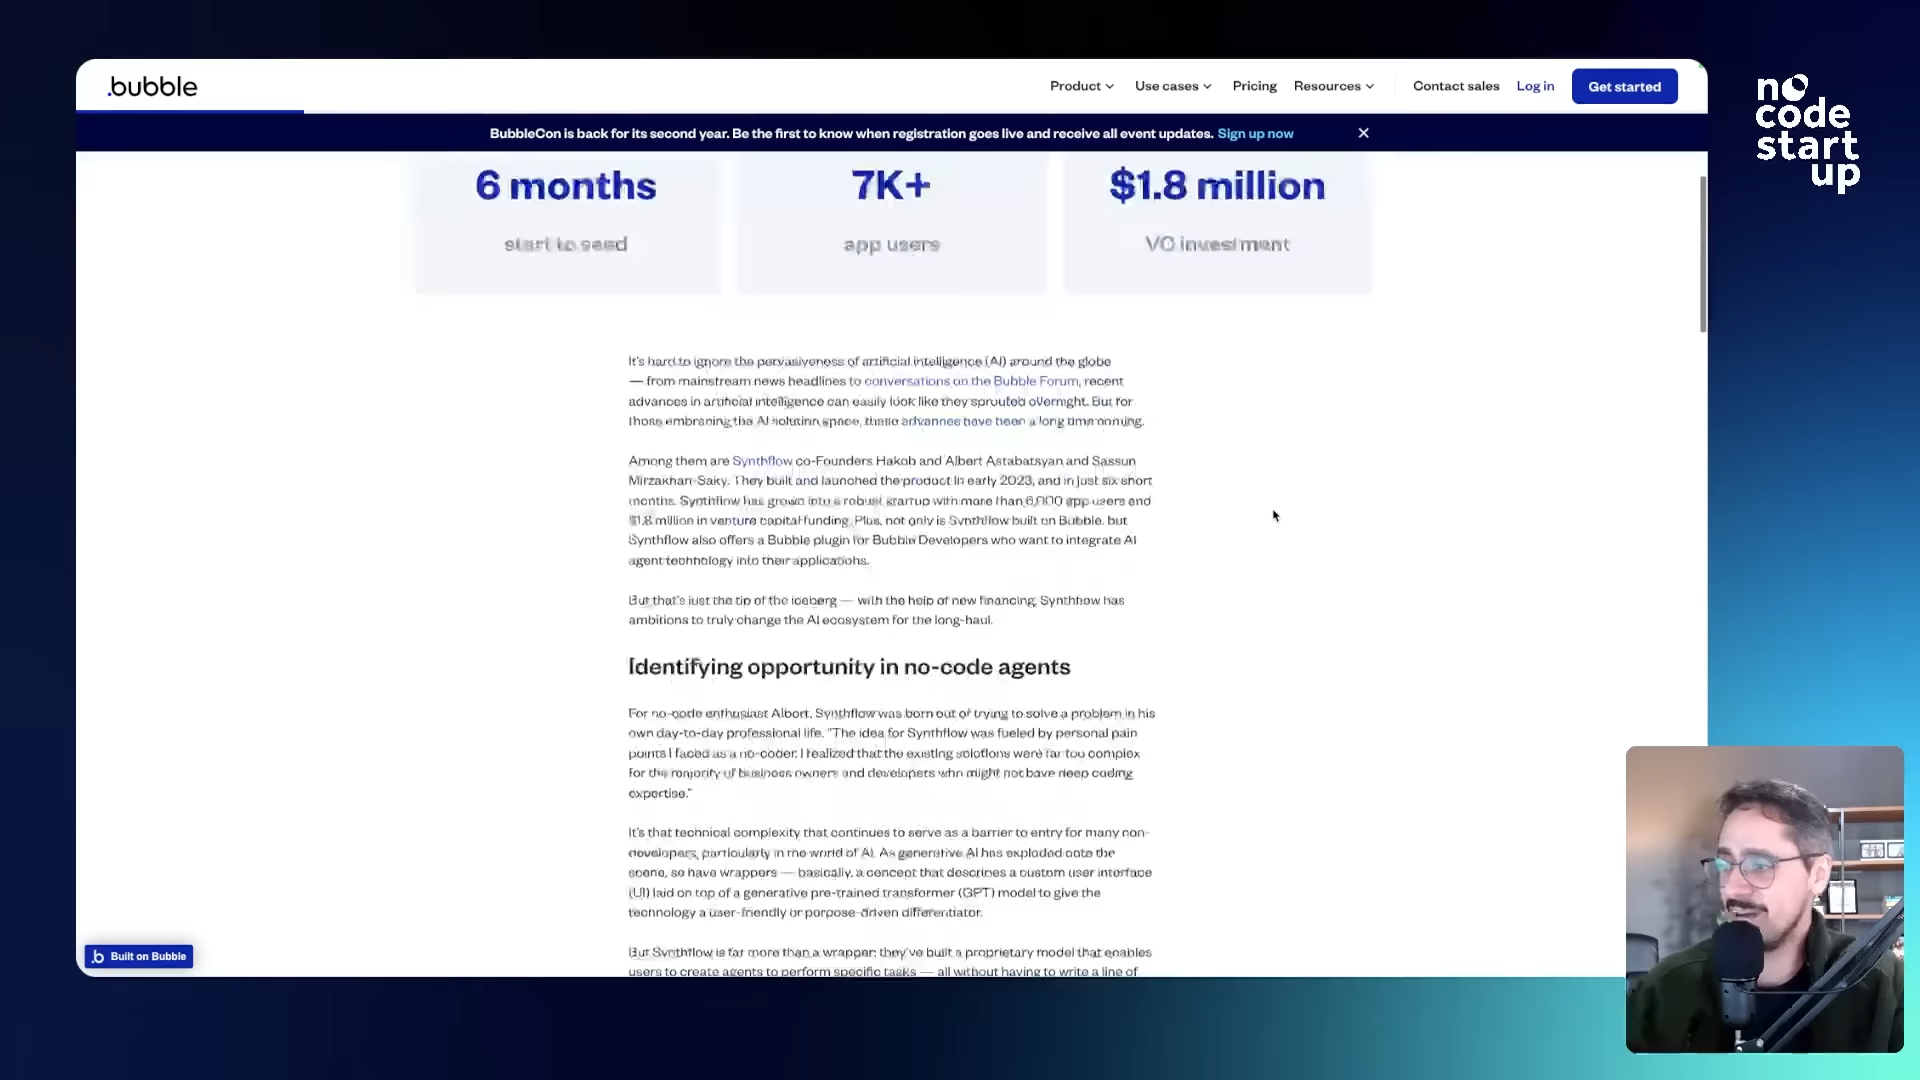 .bubble
Product
Use cases
Pricing
Resources
Contact sales
Log in
Get started
no
code
start
up
BubbleCon is back for its second year. Be the first to know when registration goes live and receive all event updates. Sign up now
6 months
7K+
$1.8 million
start to seed
app users
VC investment
It's hard to ignore the pervasiveness of artificial intelligence (AI) around the globe
— from mainstream news headlines to conversations on the Bubble Forum, recent
advances in artificial intelligence can easily look like they sprouted overnight. But for
those embracing the AI solution space, these advances have been a long time coming.
Among them are Synthflow co-Founders Hakob and Albert Astabatsyan and Sassun
Mirzakhan-Saky. They built and launched the product in early 2023, and in just six short
months, Synthflow has grown into a robust startup with more than 6,000 app users and
$1.8 million in venture capital funding. Plus, not only is Synthflow built on Bubble, but
Synthflow also offers a Bubble plugin for Bubble Developers who want to integrate AI
agent technology into their applications.
But that's just the tip of the iceberg — with the help of new financing, Synthflow has
ambitions to truly change the AI ecosystem for the long-haul.
Identifying opportunity in no-code agents
For no-code enthusiast Albert, Synthflow was born out of trying to solve a problem in his
own day-to-day professional life. "The idea for Synthflow was fueled by personal pain
points I faced as a no-coder. I realized that the existing solutions were far too complex
for the majority of business owners and developers who might not have deep coding
expertise."
It's that technical complexity that continues to serve as a barrier to entry for many non-
developers, particularly in the world of AI. As generative AI has exploded onto the
scene, so have wrappers — basically, a concept that describes a custom user interface
(UI) laid on top of a generative pre-trained transformer (GPT) model to give the
technology a user-friendly or purpose-driven differentiator.
But Synthflow is far more than a wrapper; they've built a proprietary model that enables
users to create agents to perform specific tasks — all without having to write a line of
Built on Bubble